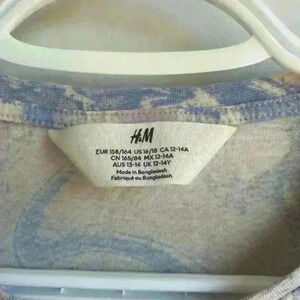 H&M
EUR 158/164 US 16/18 CA 12-14A
CN 165/84 MX 12-14A
AUS 13-14 UK 12-14Y
Made in Bangladesh
Fabriqué au Bangladesh